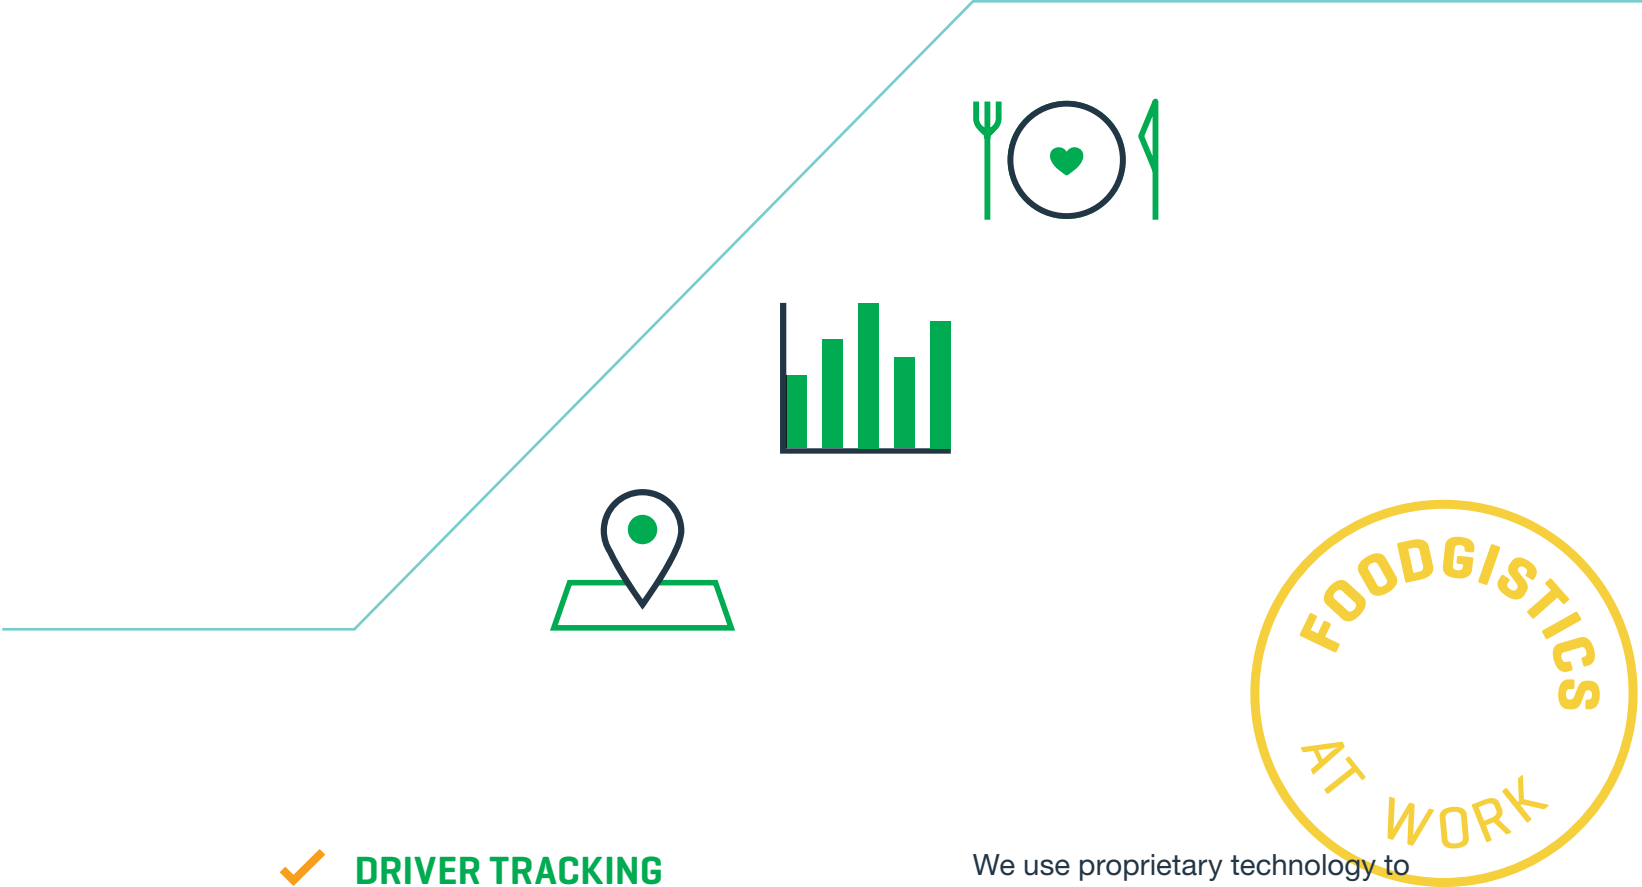 FOODGISTICS
AT WORK
DRIVER TRACKING
We use proprietary technology to